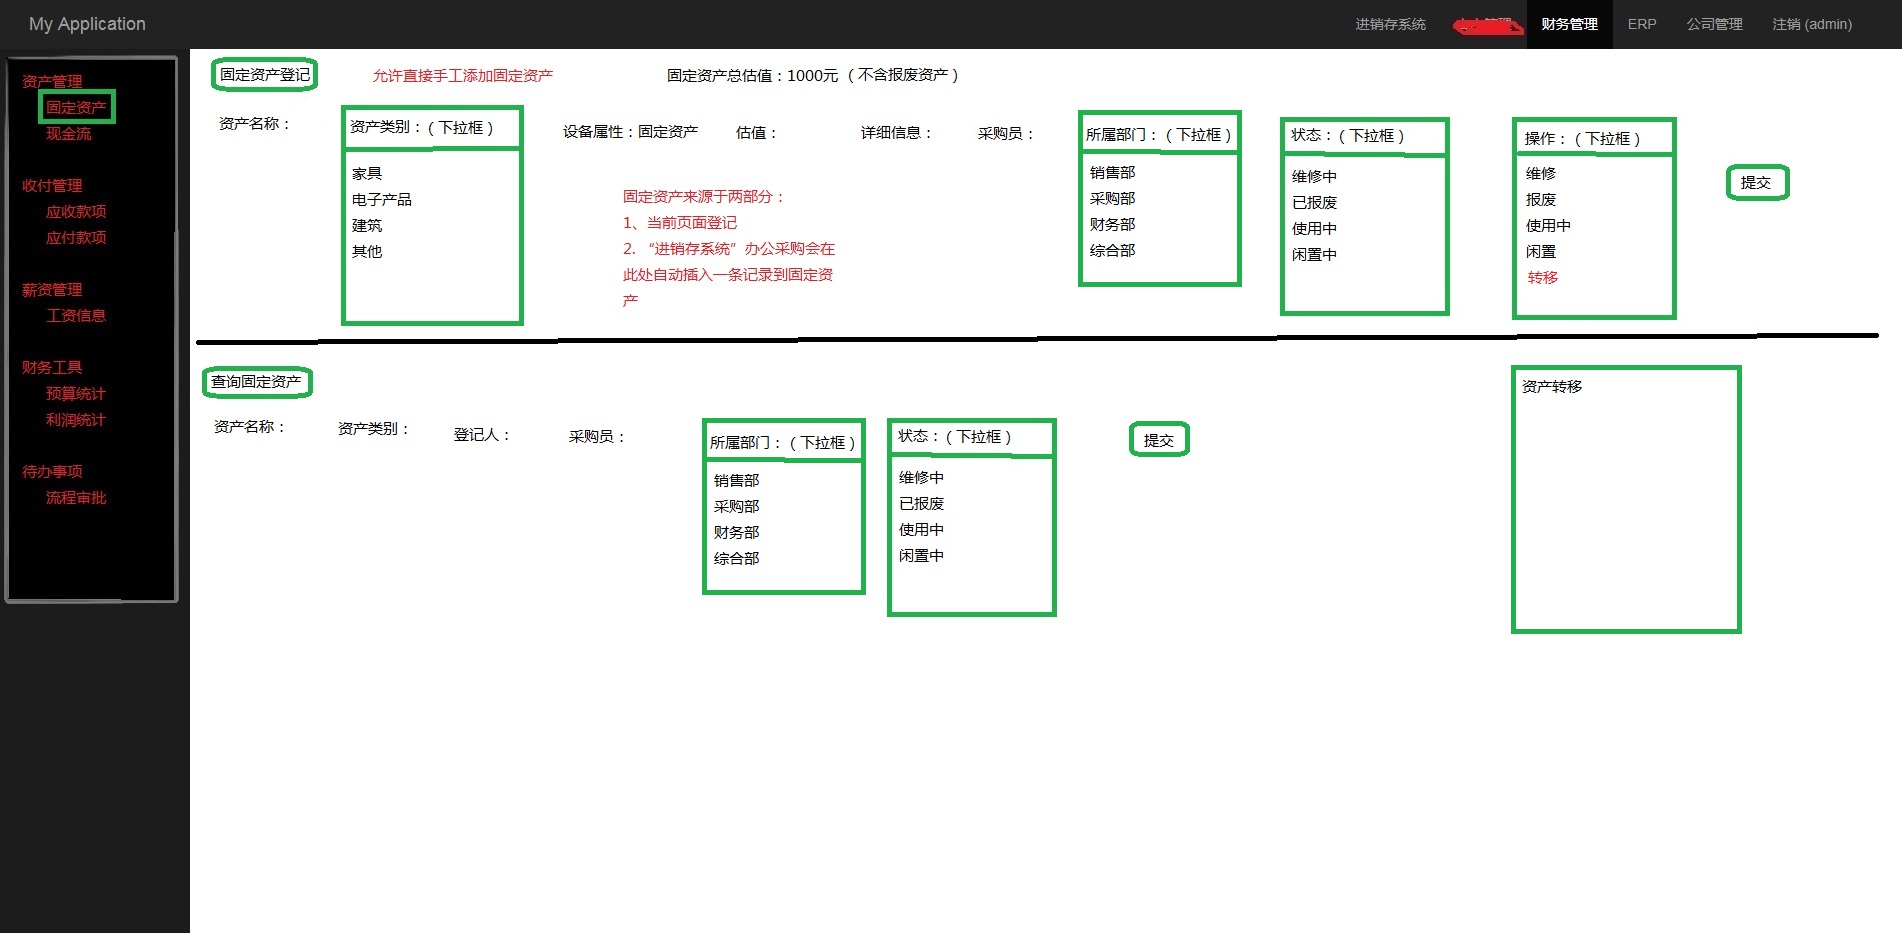 My Application
进销存系统
财务管理
ERP
公司管理
注销 (admin)
资产管理
固定资产
现金流
收付管理
应收款项
应付款项
薪资管理
工资信息
财务工具
预算统计
利润统计
待办事项
流程审批
固定资产登记
允许直接手工添加固定资产
固定资产总估值：1000元 （不含报废资产）
资产名称：
资产类别：（下拉框）
家具
电子产品
建筑
其他
设备属性：固定资产
估值：
详细信息：
采购员：
固定资产来源于两部分：
1、当前页面登记
2. “进销存系统”办公采购会在
此处自动插入一条记录到固定资
产
所属部门：（下拉框）
销售部
采购部
财务部
综合部
状态：（下拉框）
维修中
已报废
使用中
闲置中
操作：（下拉框）
维修
报废
使用中
闲置
转移
提交
查询固定资产
资产名称：
资产类别：
登记人：
采购员：
所属部门：（下拉框）
销售部
采购部
财务部
综合部
状态：（下拉框）
维修中
已报废
使用中
闲置中
提交
资产转移